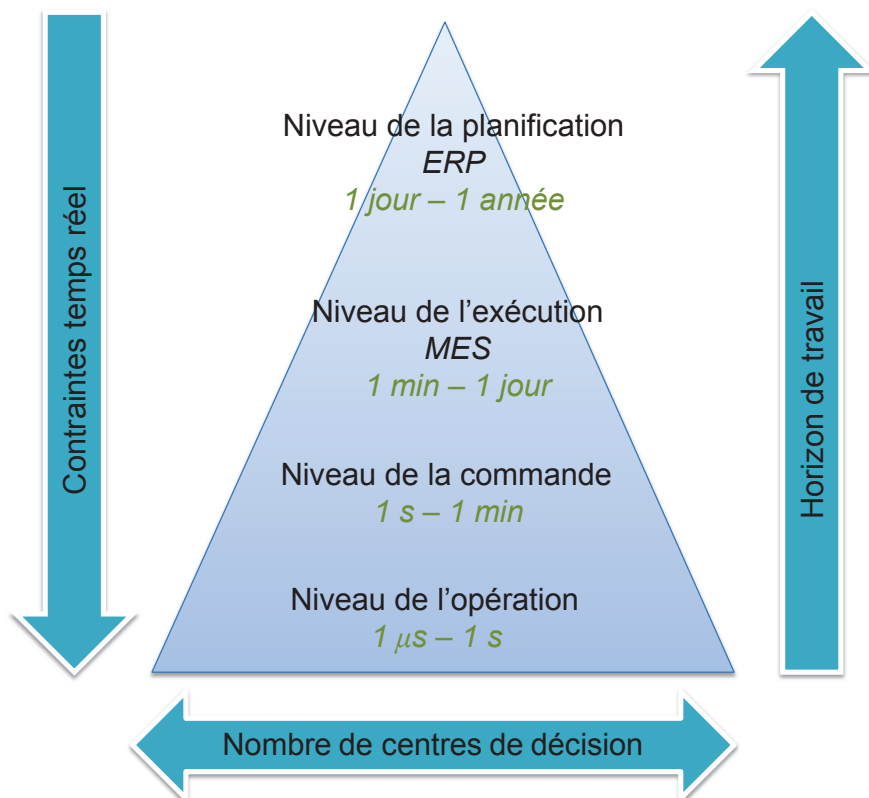 Contraintes temps réel
Niveau de la planification
ERP
1 jour – 1 année
Niveau de l’exécution
MES
1 min – 1 jour
Niveau de la commande
1 s – 1 min
Niveau de l’opération
1 μs – 1 s
Horizon de travail
Nombre de centres de décision